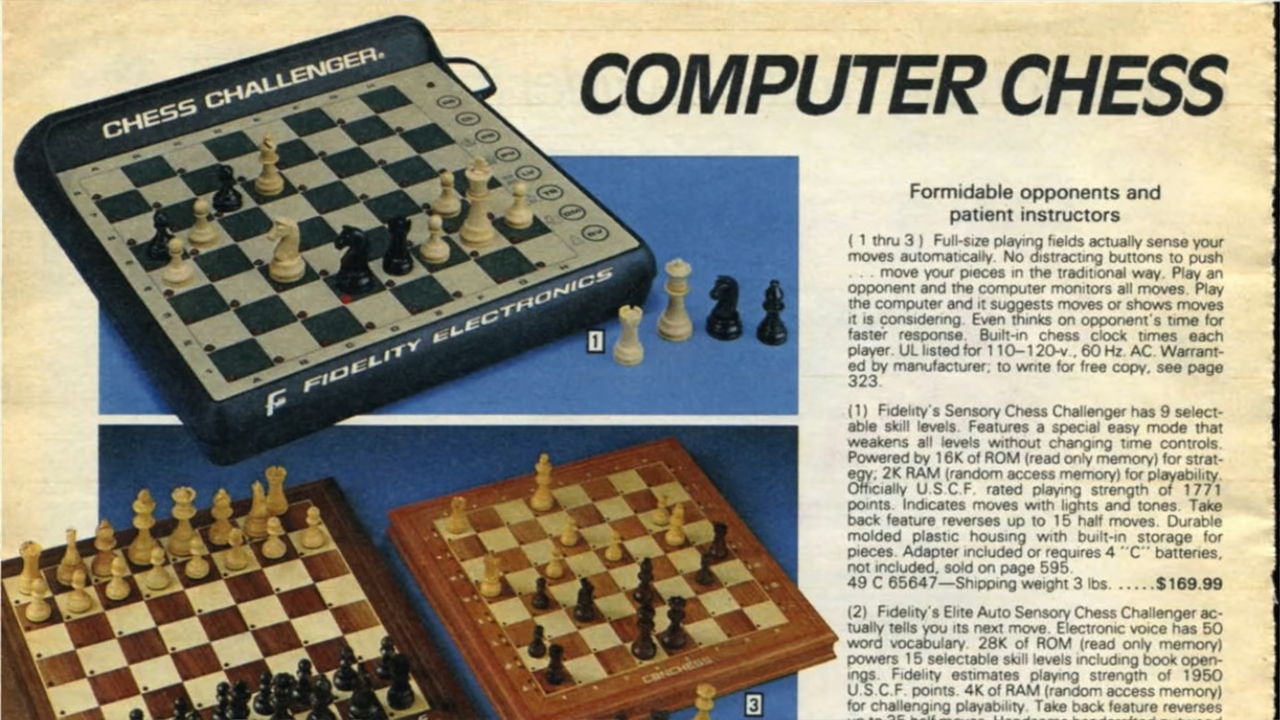 CHESS CHALLENGER®
COMPUTER CHESS
FIDELITY ELECTRONICS
1
3
Formidable opponents and
patient instructors
( 1 thru 3 ) Full-size playing fields actually sense your
moves automatically. No distracting buttons to push
. . . move your pieces in the traditional way. Play an
opponent and the computer monitors all moves. Play
the computer and it suggests moves or shows moves
it is considering. Even thinks on opponent's time for
faster response. Built-in chess clock times each
player. UL listed for 110–120-v., 60 Hz. AC. Warrant-
ed by manufacturer; to write for free copy, see page
323.
(1) Fidelity's Sensory Chess Challenger has 9 select-
able skill levels. Features a special easy mode that
weakens all levels without changing time controls.
Powered by 16K of ROM (read only memory) for strat-
egy; 2K RAM (random access memory) for playability.
Officially U.S.C.F. rated playing strength of 1771
points. Indicates moves with lights and tones. Take
back feature reverses up to 15 half moves. Durable
molded plastic housing with built-in storage for
pieces. Adapter included or requires 4 "C" batteries,
not included, sold on page 595.
49 C 65647—Shipping weight 3 lbs. ......$169.99
(2) Fidelity's Elite Auto Sensory Chess Challenger ac-
tually tells you its next move. Electronic voice has 50
word vocabulary. 28K of ROM (read only memory)
powers 15 selectable skill levels including book open-
ings. Fidelity estimates playing strength of 1950
U.S.C.F. points. 4K of RAM (random access memory)
for challenging playability. Take back feature reverses